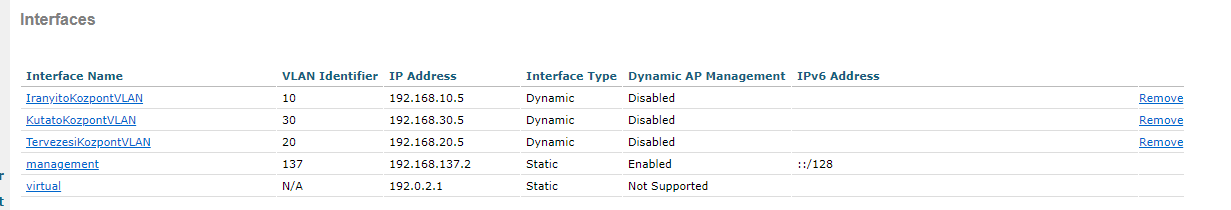 Interfaces
Interface Name VLAN Identifier IP Address Interface Type Dynamic AP Management IPv6 Address
IranyitoKozpontVLAN 10 192.168.10.5 Dynamic Disabled Remove
KutatoKozpontVLAN 30 192.168.30.5 Dynamic Disabled Remove
TervezesiKozpontVLAN 20 192.168.20.5 Dynamic Disabled Remove
management 137 192.168.137.2 Static Enabled ::/128
r
virtual N/A 192.0.2.1 Static Not Supported
t